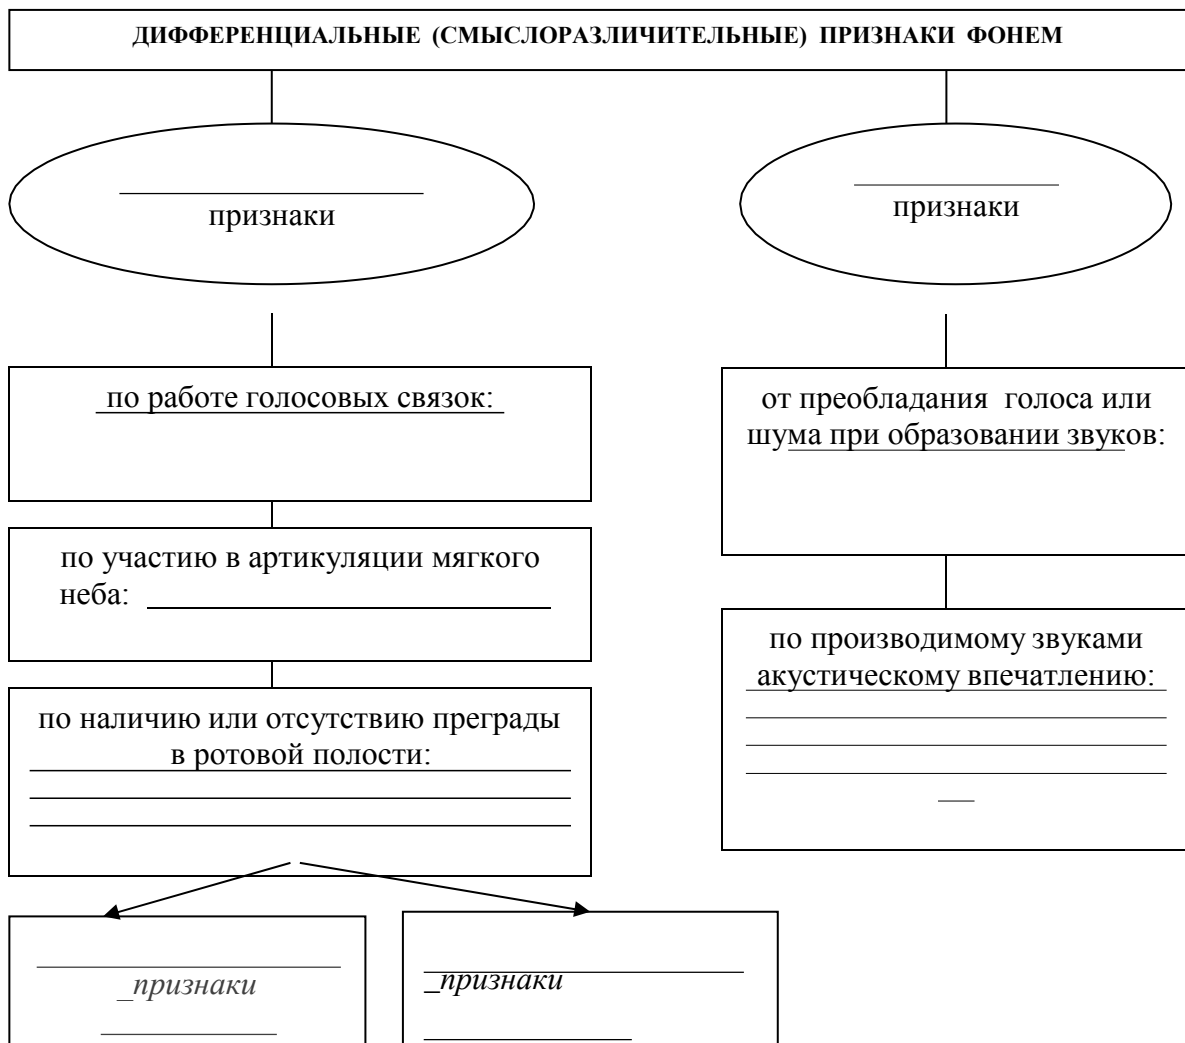 ДИФФЕРЕНЦИАЛЬНЫЕ (СМЫСЛОРАЗЛИЧИТЕЛЬНЫЕ) ПРИЗНАКИ ФОНЕМ
признаки
признаки
по работе голосовых связок:
по участию в артикуляции мягкого
неба:
по наличию или отсутствию преграды
в ротовой полости:
_признаки
_признаки
от преобладания голоса или
шума при образовании звуков:
по производимому звуками
акустическому впечатлению: